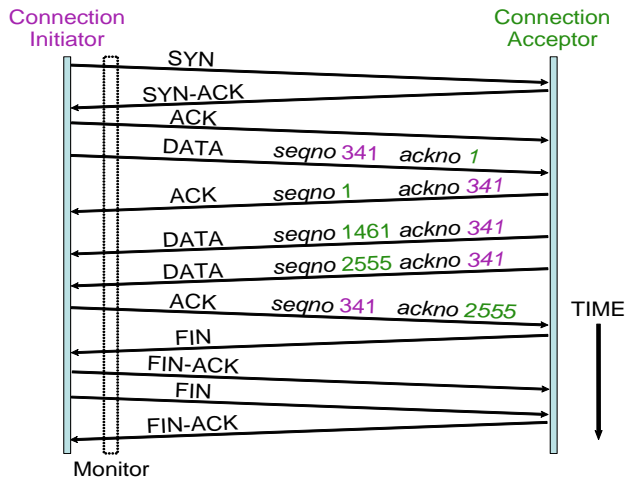 Connection
Initiator
Connection
Acceptor
SYN
SYN-ACK
ACK
DATA seqno 341 ackno 1
ACK seqno 1 ackno 341
DATA seqno 1461 ackno 341
DATA seqno 2555 ackno 341
ACK seqno 341 ackno 2555
TIME
FIN
FIN-ACK
FIN
FIN-ACK
Monitor